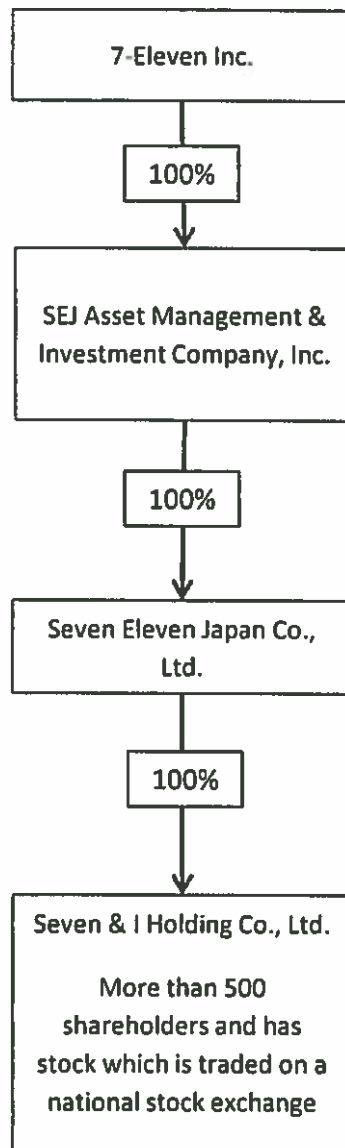 7-Eleven Inc.
100%
SEJ Asset Management &
Investment Company, Inc.
100%
Seven Eleven Japan Co.,
Ltd.
100%
Seven & I Holding Co., Ltd.
More than 500
shareholders and has
stock which is traded on a
national stock exchange